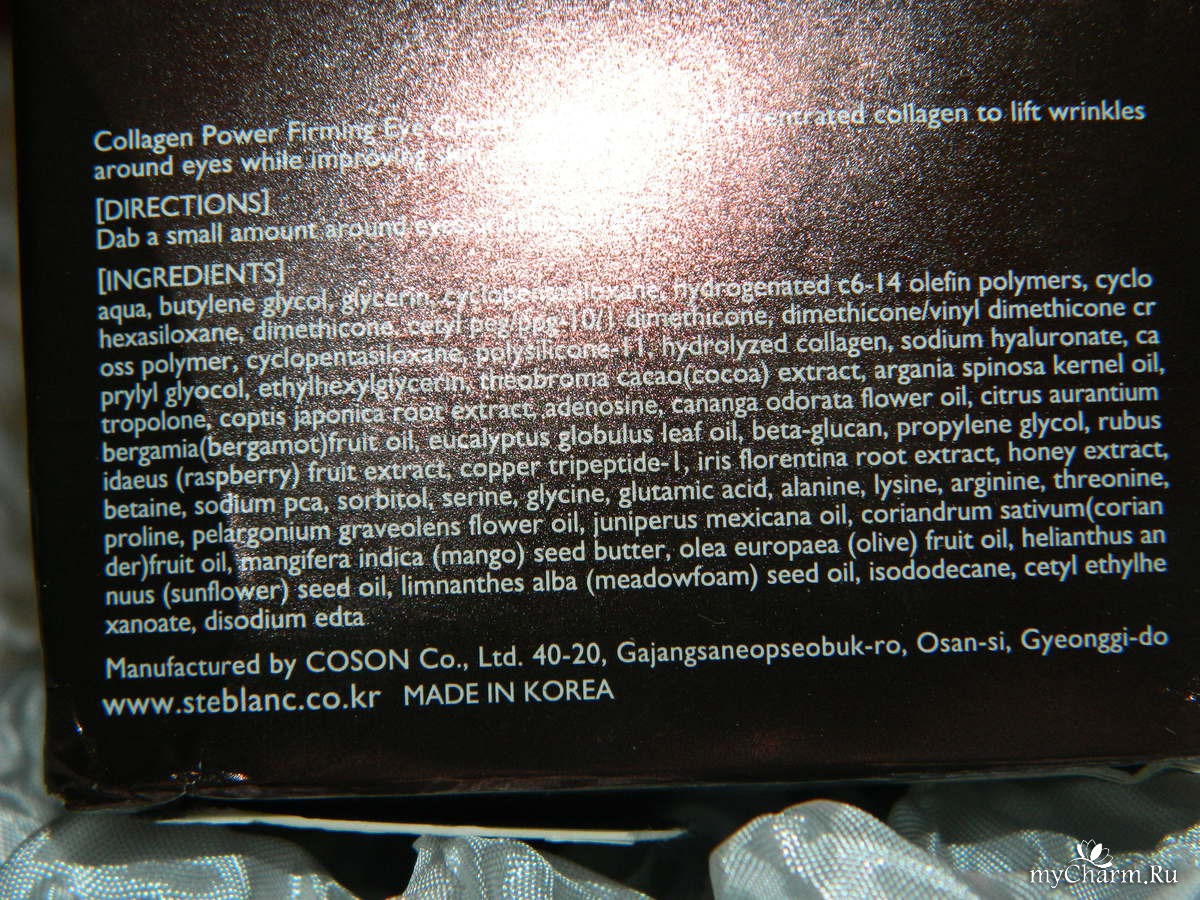 Collagen Power Firming Eye concentrated collagen to lift wrinkles
around eyes while improving
[DIRECTIONS]
Dab a small amount around eyes
[INGREDIENTS]
aqua, butylene glycol, glycerin, cyclopentasiloxane, hydrogenated c6-14 olefin polymers, cyclo
hexasiloxane, dimethicone, cetyl peg/ppg-10/1 dimethicone, dimethicone/vinyl dimethicone cr
oss polymer, cyclopentasiloxane, polysilicone-11, hydrolyzed collagen, sodium hyaluronate, ca
prylyl glyocol, ethylhexylglycerin, theobroma cacao(cocoa) extract, argania spinosa kernel oil,
tropolone, coptis japonica root extract, adenosine, cananga odorata flower oil, citrus aurantium
bergamia(bergamot)fruit oil, eucalyptus globulus leaf oil, beta-glucan, propylene glycol, rubus
idaeus (raspberry) fruit extract, copper tripeptide-1, iris florentina root extract, honey extract,
betaine, sodium pca, sorbitol, serine, glycine, glutamic acid, alanine, lysine, arginine, threonine,
proline, pelargonium graveolens flower oil, juniperus mexicana oil, coriandrum sativum(corian
der)fruit oil, mangifera indica (mango) seed butter, olea europaea (olive) fruit oil, helianthus an
nuus (sunflower) seed oil, limnanthes alba (meadowfoam) seed oil, isododecane, cetyl ethylhe
xanoate, disodium edta
Manufactured by COSON Co., Ltd. 40-20, Gajangsaneopseobuk-ro, Osan-si, Gyeonggi-do
www.steblanc.co.kr MADE IN KOREA
myCharm.Ru